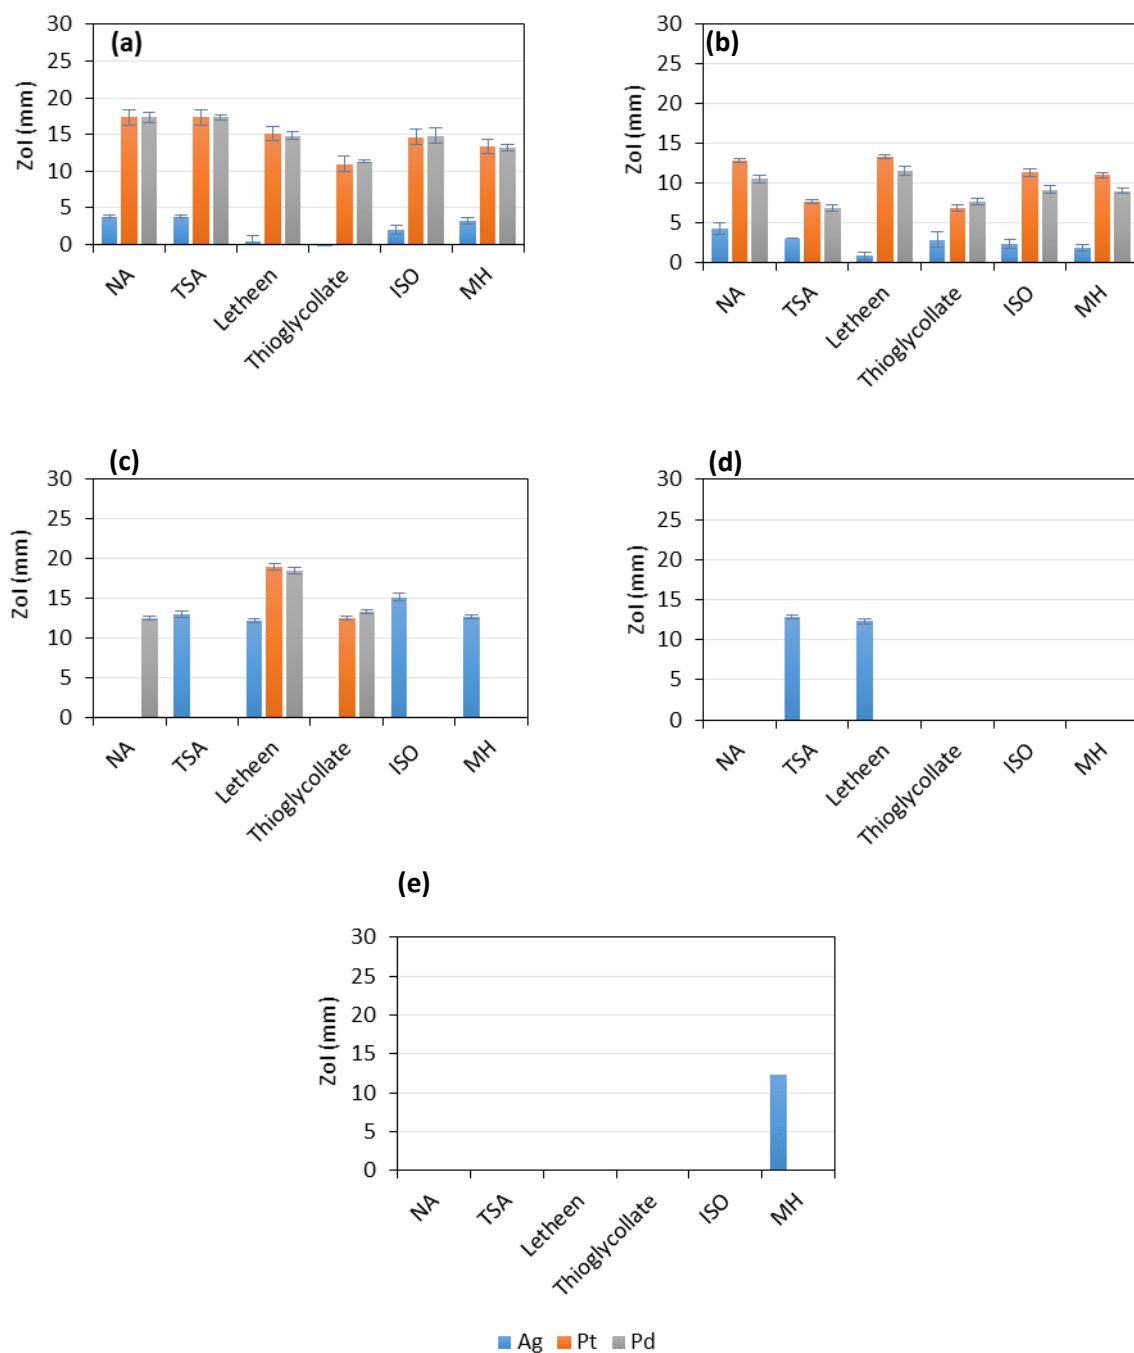 (a)
ZoI (mm)
30
25
20
15
10
5
0
NA
TSA
Letheen
Thioglycollate
ISO
MH
(b)
ZoI (mm)
30
25
20
15
10
5
0
NA
TSA
Letheen
Thioglycollate
ISO
MH
(c)
ZoI (mm)
30
25
20
15
10
5
0
NA
TSA
Letheen
Thioglycollate
ISO
MH
(d)
ZoI (mm)
30
25
20
15
10
5
0
NA
TSA
Letheen
Thioglycollate
ISO
MH
(e)
ZoI (mm)
30
25
20
15
10
5
0
NA
TSA
Letheen
Thioglycollate
ISO
MH
Ag Pt Pd